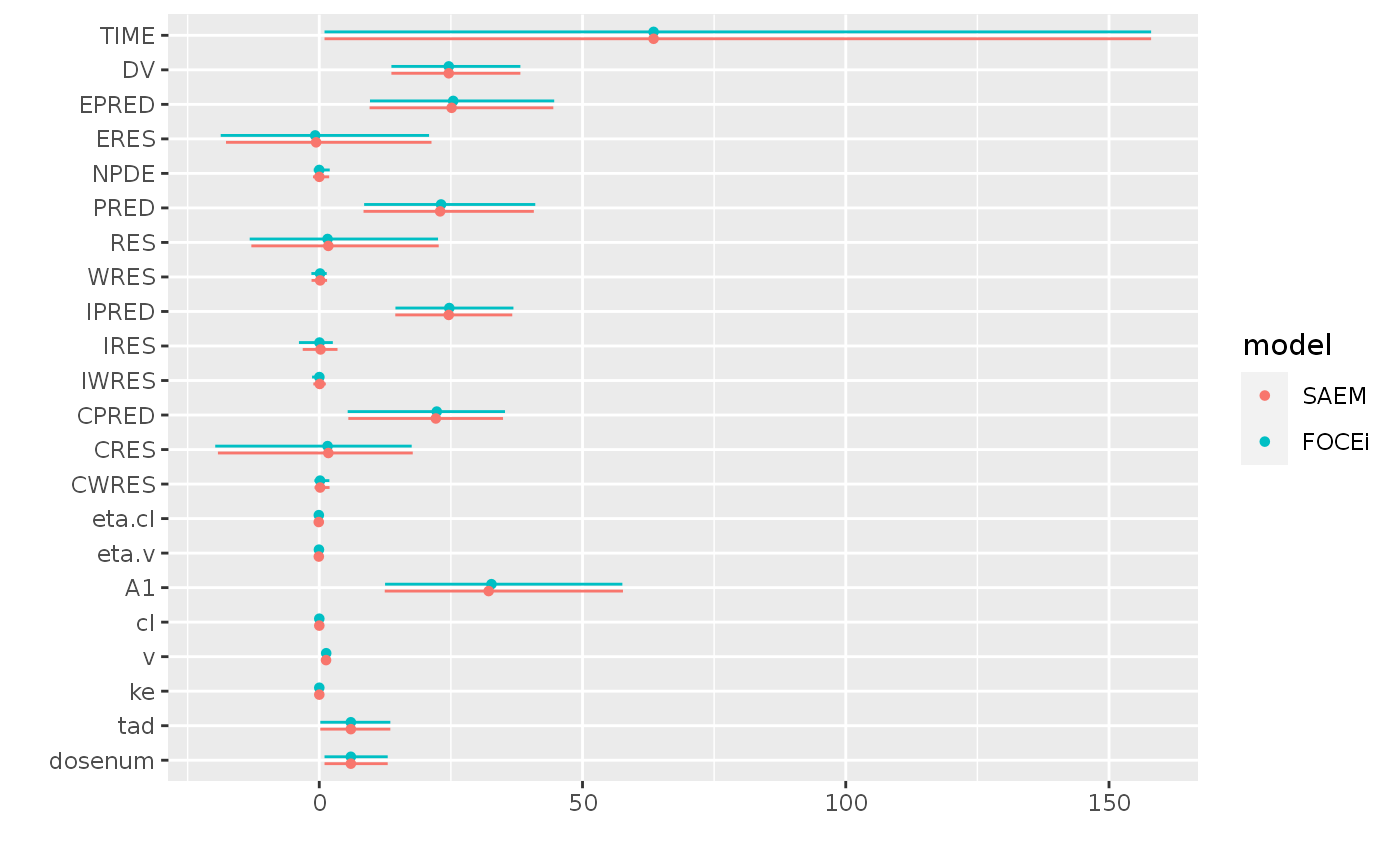 TIME
DV
EPRED
ERES
NPDE
PRED
RES
WRES
IPRED
IRES
IWRES
CPRED
CRES
CWRES
eta.cl
eta.v
A1
cl
v
ke
tad
dosenum
0 50 100 150
model
SAEM
FOCEi